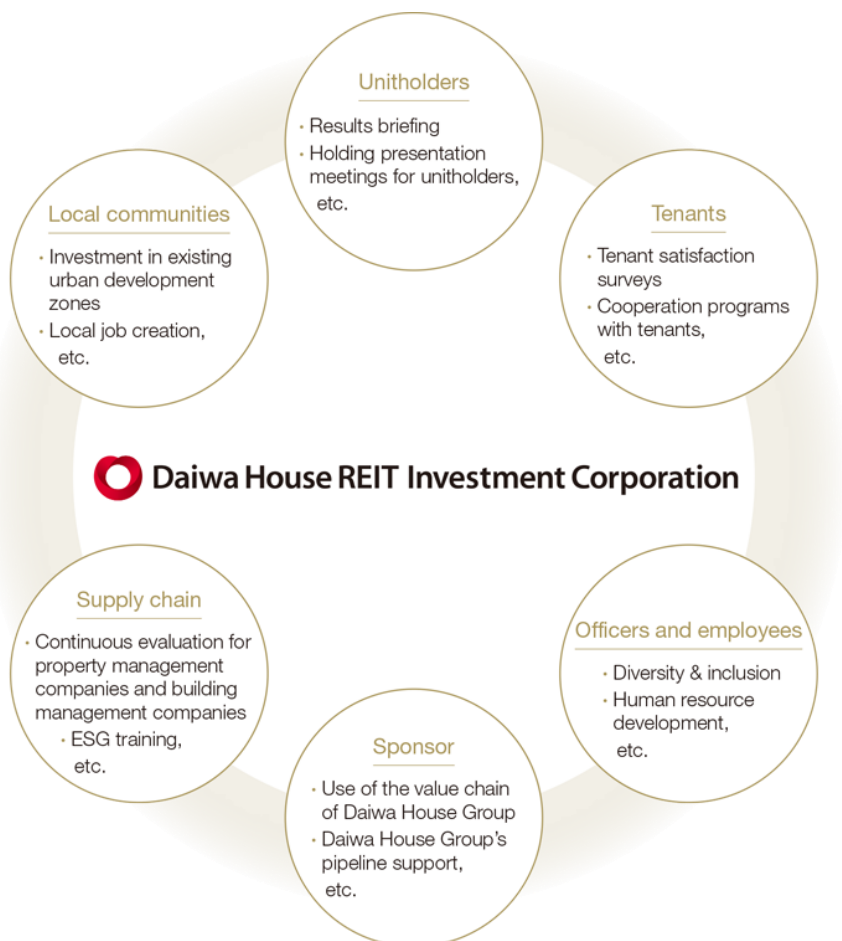 Unitholders
・Results briefing
・Holding presentation
meetings for unitholders,
etc.
Local communities
・Investment in existing
urban development
zones
・Local job creation,
etc.
Tenants
・Tenant satisfaction
surveys
・Cooperation programs
with tenants,
etc.
Daiwa House REIT Investment Corporation
Supply chain
・Continuous evaluation for
property management
companies and building
management companies
・ESG training,
etc.
Officers and employees
・Diversity & inclusion
・Human resource
development,
etc.
Sponsor
・Use of the value chain
of Daiwa House Group
・Daiwa House Group's
pipeline support,
etc.